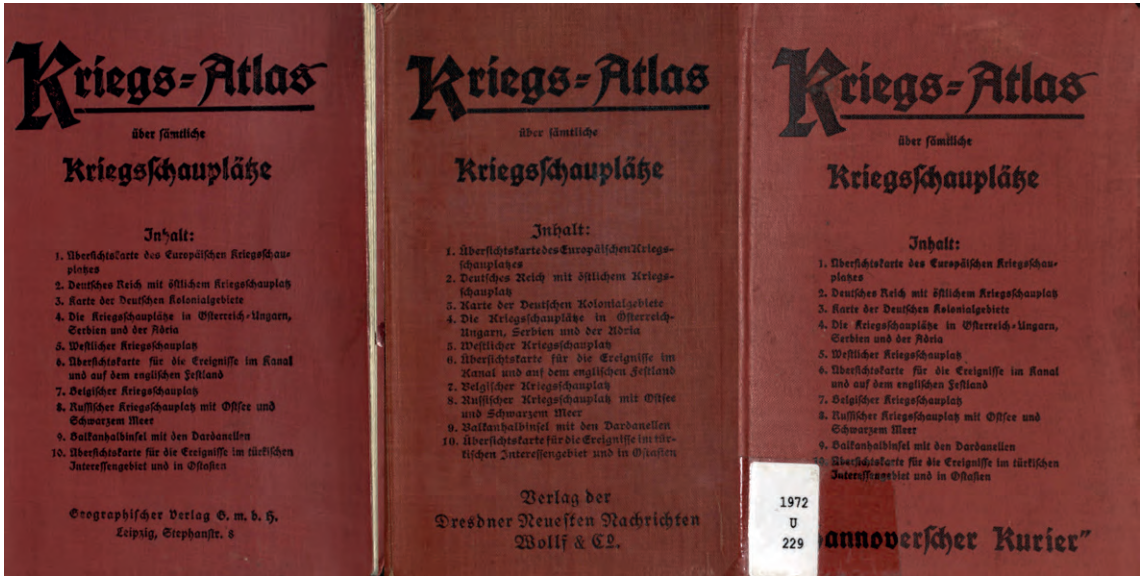 Kriegs=Atlas
über sämtliche
Kriegsschauplätze
Inhalt:
1. Übersichtskarte des Europäischen Kriegsschau-
platzes
2. Deutsches Reich mit östlichem Kriegsschauplatz
3. Karte der Deutschen Kolonialgebiete
4. Die Kriegsschauplätze in Österreich-Ungarn,
Serbien und der Adria
5. Westlicher Kriegsschauplatz
6. Übersichtskarte für die Ereignisse im Kanal
und auf dem englischen Festland
7. Belgischer Kriegsschauplatz
8. Russischer Kriegsschauplatz mit Ostsee und
Schwarzem Meer
9. Balkanhalbinsel mit den Dardanellen
10. Übersichtskarte für die Ereignisse im türkischen
Interessengebiet und in Ostasien
Geographischer Verlag G. m. b. H.
Leipzig, Stephanstr. 8
Kriegs=Atlas
über sämtliche
Kriegsschauplätze
Inhalt:
1. Übersichtskarte des Europäischen Kriegs-
schauplatzes
2. Deutsches Reich mit östlichem Kriegs-
schauplatz
3. Karte der Deutschen Kolonialgebiete
4. Die Kriegsschauplätze in Österreich-
Ungarn, Serbien und der Adria
5. Westlicher Kriegsschauplatz
6. Übersichtskarte für die Ereignisse im
Kanal und auf dem englischen Festland
7. Belgischer Kriegsschauplatz
8. Russischer Kriegsschauplatz mit Ostsee
und Schwarzem Meer
9. Balkanhalbinsel mit den Dardanellen
10. Übersichtskarte für die Ereignisse im tür-
kischen Interessengebiet und in Ostasien
Verlag der
Dresdner Neuesten Nachrichten
Wollf & Co.
Kriegs=Atlas
über sämtliche
Kriegsschauplätze
Inhalt:
1. Übersichtskarte des Europäischen Kriegsschau-
platzes
2. Deutsches Reich mit östlichem Kriegsschauplatz
3. Karte der Deutschen Kolonialgebiete
4. Die Kriegsschauplätze in Österreich-Ungarn,
Serbien und der Adria
5. Westlicher Kriegsschauplatz
6. Übersichtskarte für die Ereignisse im Kanal
und auf dem englischen Festland
7. Belgischer Kriegsschauplatz
8. Russischer Kriegsschauplatz mit Ostsee und
Schwarzem Meer
9. Balkanhalbinsel mit den Dardanellen
10. Übersichtskarte für die Ereignisse im türkischen
Interessengebiet und in Ostasien
annoverscher Kurier"
1972
U
229